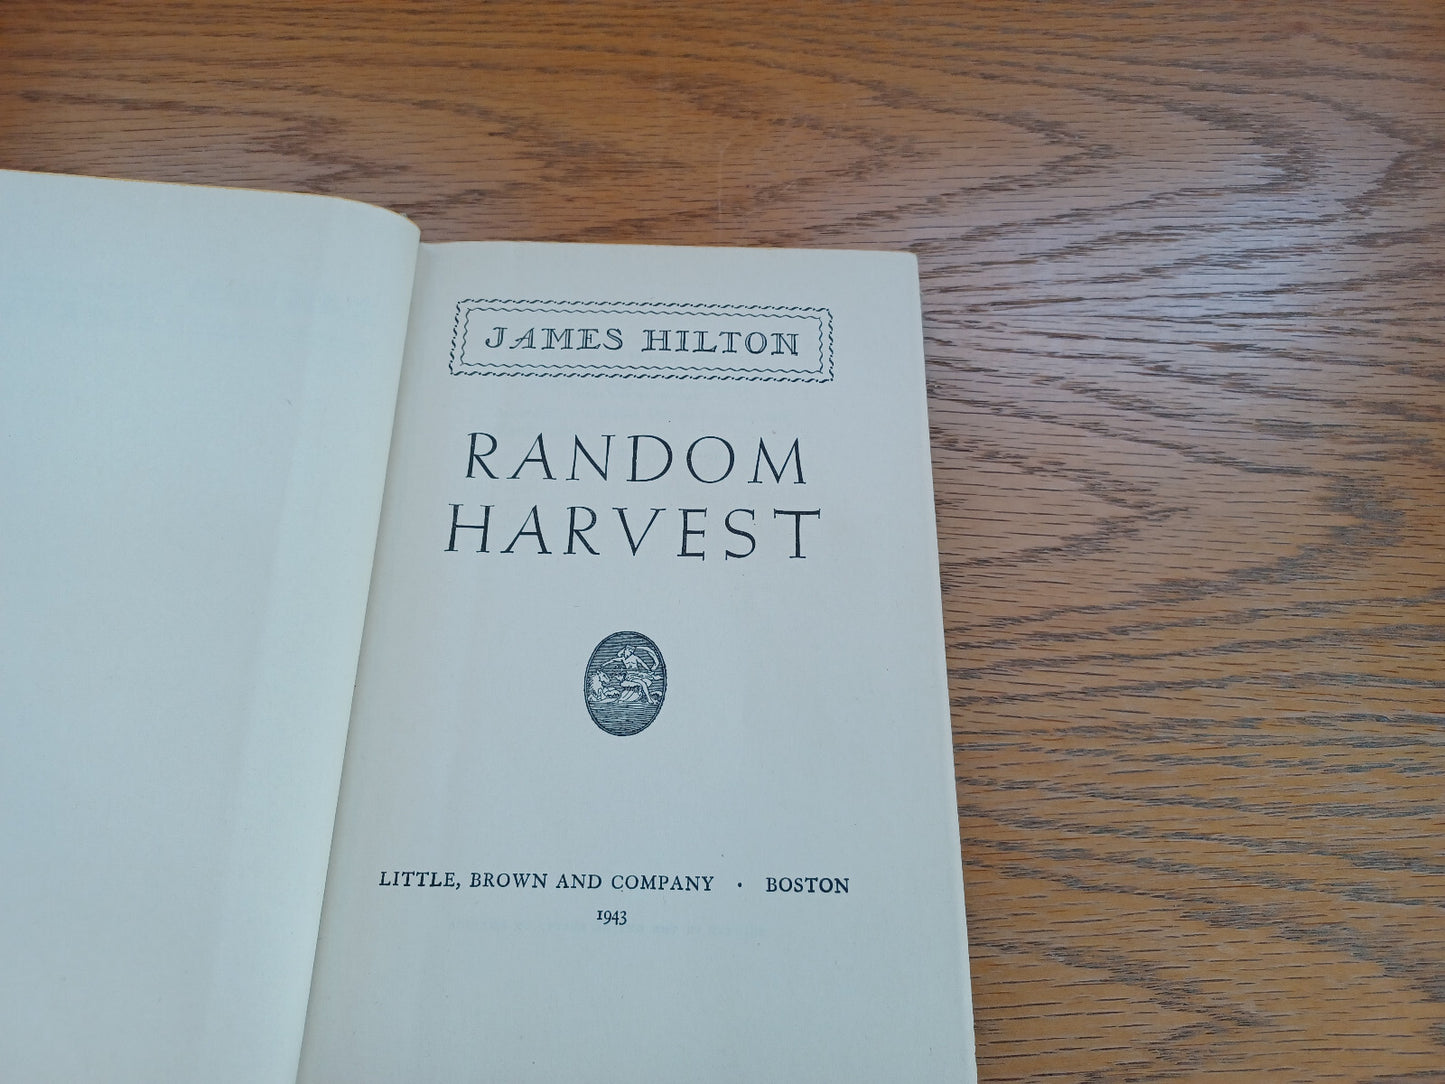 JAMES HILTON
RANDOM
HARVEST
LITTLE, BROWN AND COMPANY · BOSTON
1943